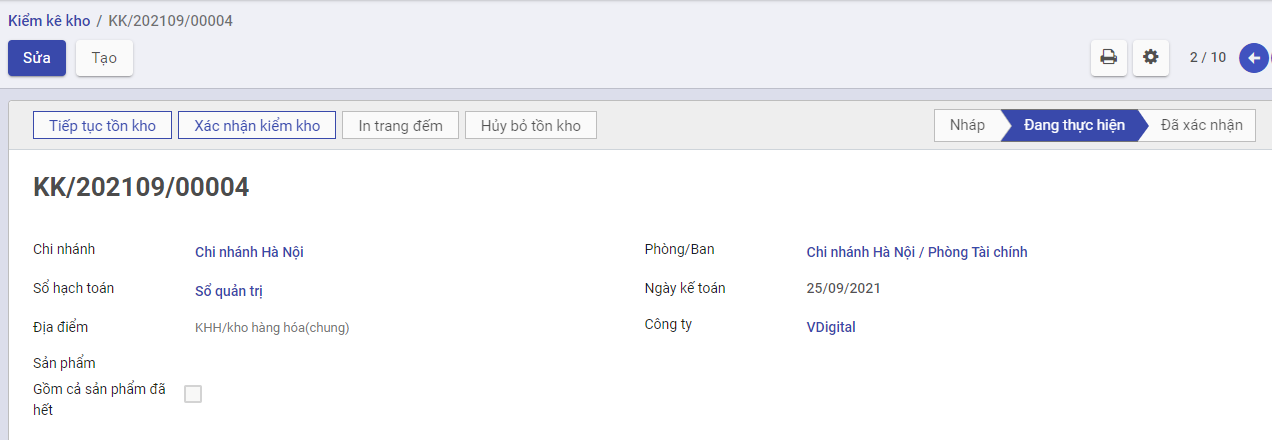 Kiểm kê kho / KK/202109/00004
Sửa Tạo 2 / 10
Tiếp tục tồn kho Xác nhận kiểm kho In trang đếm Hủy bỏ tồn kho Nháp Đang thực hiện Đã xác nhận
KK/202109/00004
Chi nhánh Chi nhánh Hà Nội Phòng/Ban Chi nhánh Hà Nội / Phòng Tài chính
Sổ hạch toán Sổ quản trị Ngày kế toán 25/09/2021
Địa điểm KHH/kho hàng hóa(chung) Công ty VDigital
Sản phẩm
Gồm cả sản phẩm đã
hết